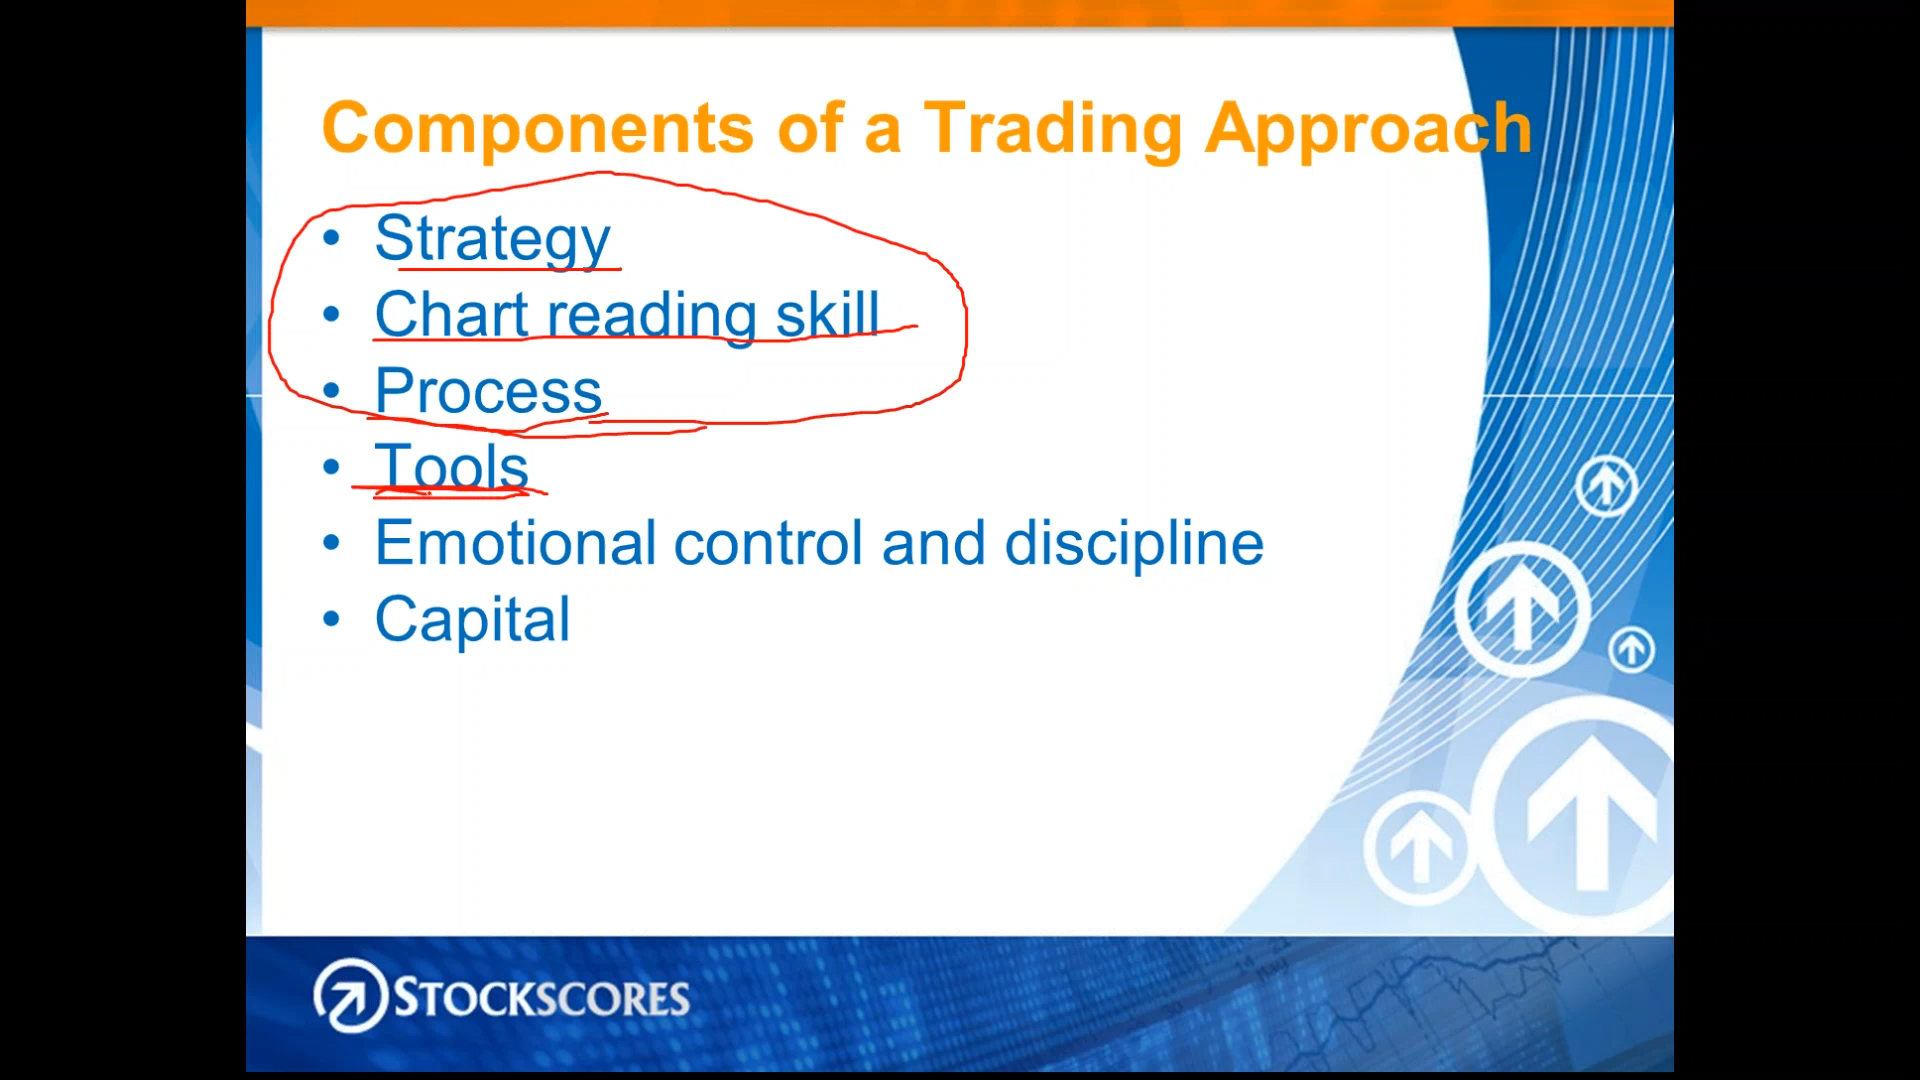 Components of a Trading Approach
• Strategy
• Chart reading skill
• Process
• Tools
• Emotional control and discipline
• Capital
STOCKSCORES